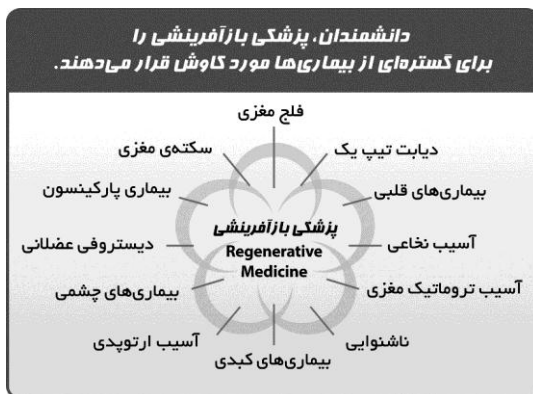 دانشمندان، پزشکی بازآفرینشی را
برای گستره‌ای از بیماری‌ها مورد کاوش قرار می‌دهند.
فلج مغزی
دیابت تیپ یک
سکته‌ی مغزی
بیماری‌های قلبی
بیماری پارکینسون
پزشکی بازآفرینشی
Regenerative
Medicine
آسیب نخاعی
دیستروفی عضلانی
آسیب تروماتیک مغزی
بیماری‌های چشمی
ناشنوایی
آسیب ارتوپدی
بیماری‌های کبدی